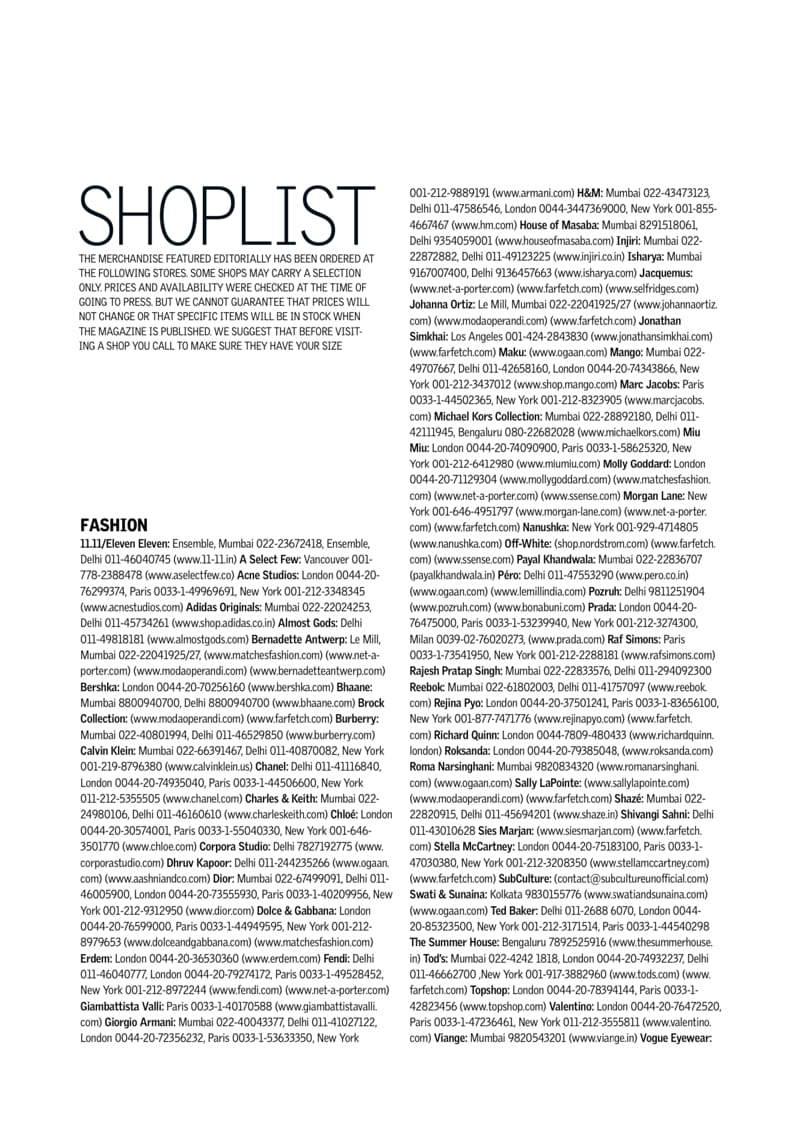 SHOPLIST
THE MERCHANDISE FEATURED EDITORIALLY HAS BEEN ORDERED AT
THE FOLLOWING STORES. SOME SHOPS MAY CARRY A SELECTION
ONLY. PRICES AND AVAILABILITY WERE CHECKED AT THE TIME OF
GOING TO PRESS. BUT WE CANNOT GUARANTEE THAT PRICES WILL
NOT CHANGE OR THAT SPECIFIC ITEMS WILL BE IN STOCK WHEN
THE MAGAZINE IS PUBLISHED. WE SUGGEST THAT BEFORE VISIT-
ING A SHOP YOU CALL TO MAKE SURE THEY HAVE YOUR SIZE
FASHION
11.11/Eleven Eleven: Ensemble, Mumbai 022-23672418, Ensemble,
Delhi 011-46040745 (www.11-11.in) A Select Few: Vancouver 001-
778-2388478 (www.aselectfew.co) Acne Studios: London 0044-20-
76299374, Paris 0033-1-49969691, New York 001-212-3348345
(www.acnestudios.com) Adidas Originals: Mumbai 022-22024253,
Delhi 011-45734261 (www.shop.adidas.co.in) Almost Gods: Delhi
011-49818181 (www.almostgods.com) Bernadette Antwerp: Le Mill,
Mumbai 022-22041925/27, (www.matchesfashion.com) (www.net-a-
porter.com) (www.modaoperandi.com) (www.bernadetteantwerp.com)
Bershka: London 0044-20-70256160 (www.bershka.com) Bhaane:
Mumbai 8800940700, Delhi 8800940700 (www.bhaane.com) Brock
Collection: (www.modaoperandi.com) (www.farfetch.com) Burberry:
Mumbai 022-40801994, Delhi 011-46529850 (www.burberry.com)
Calvin Klein: Mumbai 022-66391467, Delhi 011-40870082, New York
001-219-8796380 (www.calvinklein.us) Chanel: Delhi 011-41116840,
London 0044-20-74935040, Paris 0033-1-44506600, New York
011-212-5355505 (www.chanel.com) Charles & Keith: Mumbai 022-
24980106, Delhi 011-46160610 (www.charleskeith.com) Chloé: London
0044-20-30574001, Paris 0033-1-55040330, New York 001-646-
3501770 (www.chloe.com) Corpora Studio: Delhi 7827192775 (www.
corporastudio.com) Dhruv Kapoor: Delhi 011-244235266 (www.ogaan.
com) (www.aashniandco.com) Dior: Mumbai 022-67499091, Delhi 011-
46005900, London 0044-20-73555930, Paris 0033-1-40209956, New
York 001-212-9312950 (www.dior.com) Dolce & Gabbana: London
0044-20-76599000, Paris 0033-1-44949595, New York 001-212-
8979653 (www.dolceandgabbana.com) (www.matchesfashion.com)
Erdem: London 0044-20-36530360 (www.erdem.com) Fendi: Delhi
011-46040777, London 0044-20-79274172, Paris 0033-1-49528452,
New York 001-212-8972244 (www.fendi.com) (www.net-a-porter.com)
Giambattista Valli: Paris 0033-1-40170588 (www.giambattistavalli.
com) Giorgio Armani: Mumbai 022-40043377, Delhi 011-41027122,
London 0044-20-72356232, Paris 0033-1-53633350, New York
001-212-9889191 (www.armani.com) H&M: Mumbai 022-43473123,
Delhi 011-47586546, London 0044-3447369000, New York 001-855-
4667467 (www.hm.com) House of Masaba: Mumbai 8291518061,
Delhi 9354059001 (www.houseofmasaba.com) Injiri: Mumbai 022-
22872882, Delhi 011-49123225 (www.injiri.co.in) Isharya: Mumbai
9167007400, Delhi 9136457663 (www.isharya.com) Jacquemus:
(www.net-a-porter.com) (www.farfetch.com) (www.selfridges.com)
Johanna Ortiz: Le Mill, Mumbai 022-22041925/27 (www.johannaortiz.
com) (www.modaoperandi.com) (www.farfetch.com) Jonathan
Simkhai: Los Angeles 001-424-2843830 (www.jonathansimkhai.com)
(www.farfetch.com) Maku: (www.ogaan.com) Mango: Mumbai 022-
49707667, Delhi 011-42658160, London 0044-20-74343866, New
York 001-212-3437012 (www.shop.mango.com) Marc Jacobs: Paris
0033-1-44502365, New York 001-212-8323905 (www.marcjacobs.
com) Michael Kors Collection: Mumbai 022-28892180, Delhi 011-
42111945, Bengaluru 080-22682028 (www.michaelkors.com) Miu
Miu: London 0044-20-74090900, Paris 0033-1-58625320, New
York 001-212-6412980 (www.miumiu.com) Molly Goddard: London
0044-20-71129304 (www.mollygoddard.com) (www.matchesfashion.
com) (www.net-a-porter.com) (www.ssense.com) Morgan Lane: New
York 001-646-4951797 (www.morgan-lane.com) (www.net-a-porter.
com) (www.farfetch.com) Nanushka: New York 001-929-4714805
(www.nanushka.com) Off-White: (shop.nordstrom.com) (www.farfetch.
com) (www.ssense.com) Payal Khandwala: Mumbai 022-22836707
(payalkhandwala.in) Péro: Delhi 011-47553290 (www.pero.co.in)
(www.ogaan.com) (www.lemillindia.com) Pozruh: Delhi 9811251904
(www.pozruh.com) (www.bonabuni.com) Prada: London 0044-20-
76475000, Paris 0033-1-53239940, New York 001-212-3274300,
Milan 0039-02-76020273, (www.prada.com) Raf Simons: Paris
0033-1-73541950, New York 001-212-2288181 (www.rafsimons.com)
Rajesh Pratap Singh: Mumbai 022-22833576, Delhi 011-294092300
Reebok: Mumbai 022-61802003, Delhi 011-41757097 (www.reebok.
com) Rejina Pyo: London 0044-20-37501241, Paris 0033-1-83656100,
New York 001-877-7471776 (www.rejinapyo.com) (www.farfetch.
com) Richard Quinn: London 0044-7809-480433 (www.richardquinn.
london) Roksanda: London 0044-20-79385048, (www.roksanda.com)
Roma Narsinghani: Mumbai 9820834320 (www.romanarsinghani.
com) (www.ogaan.com) Sally LaPointe: (www.sallylapointe.com)
(www.modaoperandi.com) (www.farfetch.com) Shazé: Mumbai 022-
22820915, Delhi 011-45694201 (www.shaze.in) Shivangi Sahni: Delhi
011-43010628 Sies Marjan: (www.siesmarjan.com) (www.farfetch.
com) Stella McCartney: London 0044-20-75183100, Paris 0033-1-
47030380, New York 001-212-3208350 (www.stellamccartney.com)
(www.farfetch.com) SubCulture: (contact@subcultureunofficial.com)
Swati & Sunaina: Kolkata 9830155776 (www.swatiandsunaina.com)
(www.ogaan.com) Ted Baker: Delhi 011-2688 6070, London 0044-
20-85323500, New York 001-212-3171514, Paris 0033-1-44540298
The Summer House: Bengaluru 7892525916 (www.thesummerhouse.
in) Tod's: Mumbai 022-4242 1818, London 0044-20-74932237, Delhi
011-46662700 ,New York 001-917-3882960 (www.tods.com) (www.
farfetch.com) Topshop: London 0044-20-78394144, Paris 0033-1-
42823456 (www.topshop.com) Valentino: London 0044-20-76472520,
Paris 0033-1-47236461, New York 011-212-3555811 (www.valentino.
com) Viange: Mumbai 9820543201 (www.viange.in) Vogue Eyewear: